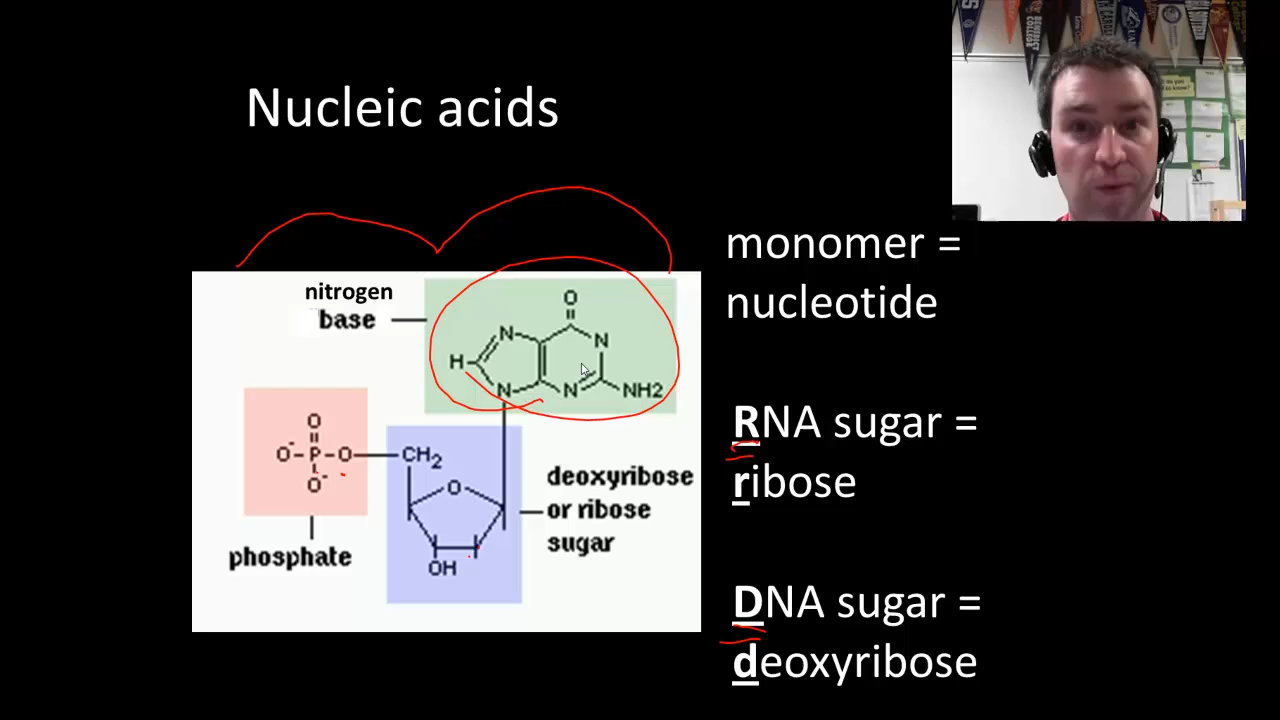 Nucleic acids
monomer =
nucleotide
RNA sugar =
ribose
DNA sugar =
deoxyribose
nitrogen
base
O
N
N
H
N
N
NH2
O
O- P - O
O-
CH2
O
OH
phosphate
deoxyribose
or ribose
sugar